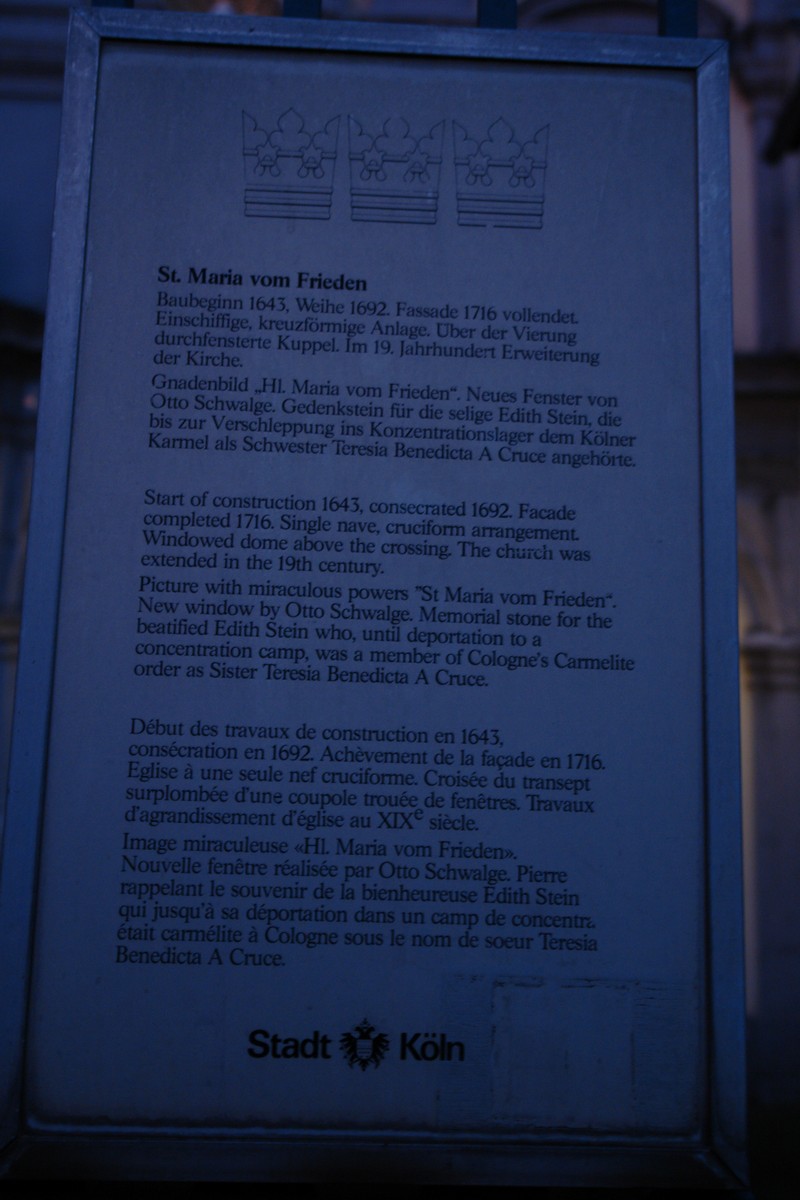 St. Maria vom Frieden
Baubeginn 1643, Weihe 1692. Fassade 1716 vollendet.
Einschiffige, kreuzförmige Anlage. Über der Vierung
durchfensterte Kuppel. Im 19. Jahrhundert Erweiterung
der Kirche.
Gnadenbild „Hl. Maria vom Frieden“. Neues Fenster von
Otto Schwalge. Gedenkstein für die selige Edith Stein, die
bis zur Verschleppung ins Konzentrationslager dem Kölner
Karmel als Schwester Teresia Benedicta A Cruce angehörte.
Start of construction 1643, consecrated 1692. Facade
completed 1716. Single nave, cruciform arrangement.
Windowed dome above the crossing. The church was
extended in the 19th century.
Picture with miraculous powers ”St Maria vom Frieden“.
New window by Otto Schwalge. Memorial stone for the
beatified Edith Stein who, until deportation to a
concentration camp, was a member of Cologne's Carmelite
order as Sister Teresia Benedicta A Cruce.
Début des travaux de construction en 1643,
consécration en 1692. Achèvement de la façade en 1716.
Eglise à une seule nef cruciforme. Croisée du transept
surplombée d'une coupole trouée de fenêtres. Travaux
d'agrandissement d'église au XIXe siècle.
Image miraculeuse «Hl. Maria vom Frieden».
Nouvelle fenêtre réalisée par Otto Schwalge. Pierre
rappelant le souvenir de la bienheureuse Edith Stein
qui jusqu'à sa déportation dans un camp de concentra
était carmélite à Cologne sous le nom de soeur Teresia
Benedicta A Cruce.
Stadt Köln